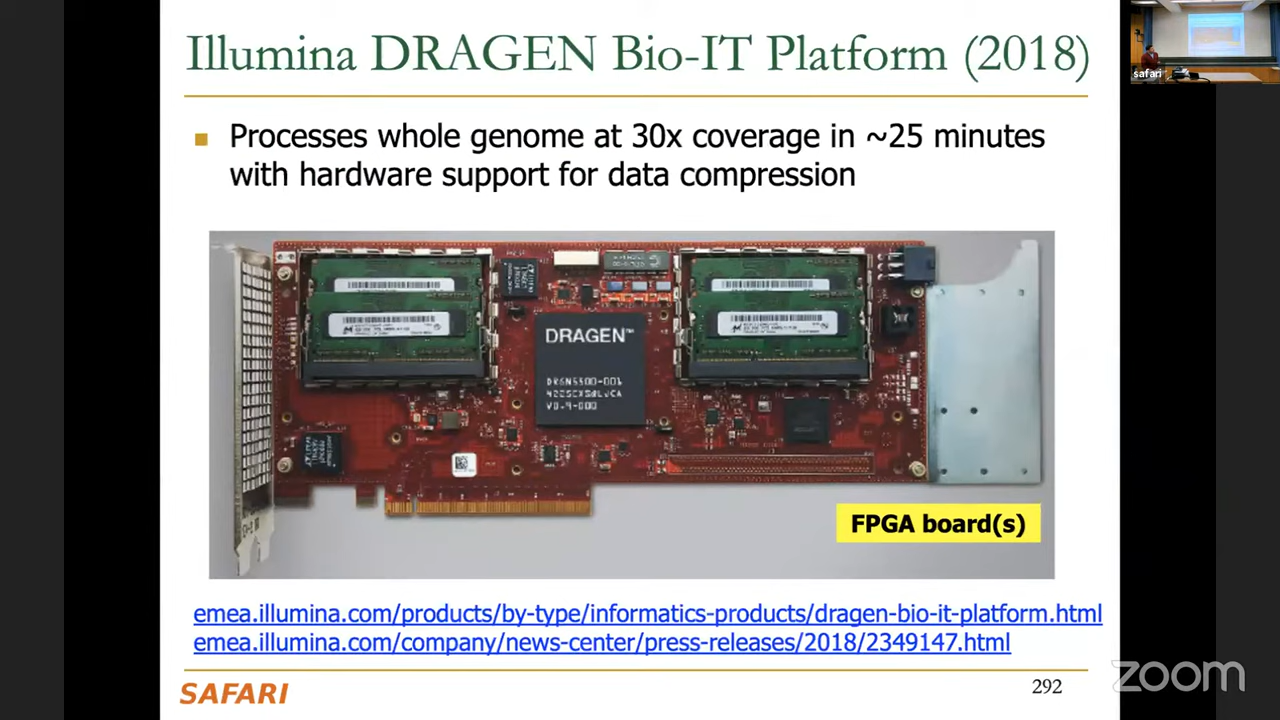 Illumina DRAGEN Bio-IT Platform (2018)
safari
Processes whole genome at 30x coverage in ~25 minutes
with hardware support for data compression
DRAGEN™
FPGA board(s)
emea.illumina.com/products/by-type/informatics-products/dragen-bio-it-platform.html
emea.illumina.com/company/news-center/press-releases/2018/2349147.html
SAFARI
292
zoom